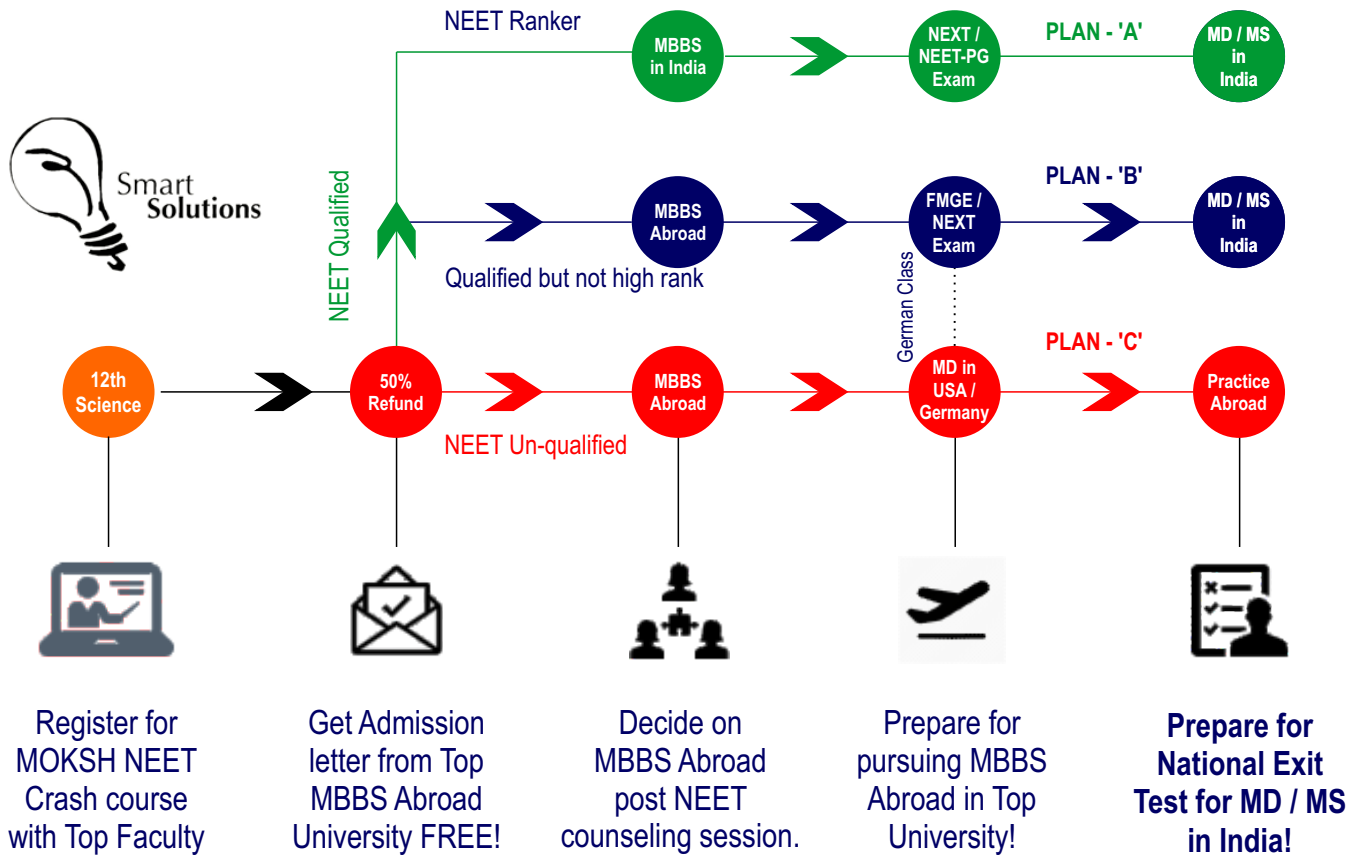 NEET Ranker
MBBS
in India
NEXT /
NEET-PG
Exam
PLAN - 'A'
MD / MS
in
India
Smart
Solutions
NEET Qualified
MBBS
Abroad
FMGE /
NEXT
Exam
PLAN - 'B'
MD / MS
in
India
Qualified but not high rank
German Class
12th
Science
50%
Refund
MBBS
Abroad
MD in
USA /
Germany
PLAN - 'C'
Practice
Abroad
NEET Un-qualified
Register for
MOKSH NEET
Crash course
with Top Faculty
Get Admission
letter from Top
MBBS Abroad
University FREE!
Decide on
MBBS Abroad
post NEET
counseling session.
Prepare for
pursuing MBBS
Abroad in Top
University!
Prepare for
National Exit
Test for MD / MS
in India!